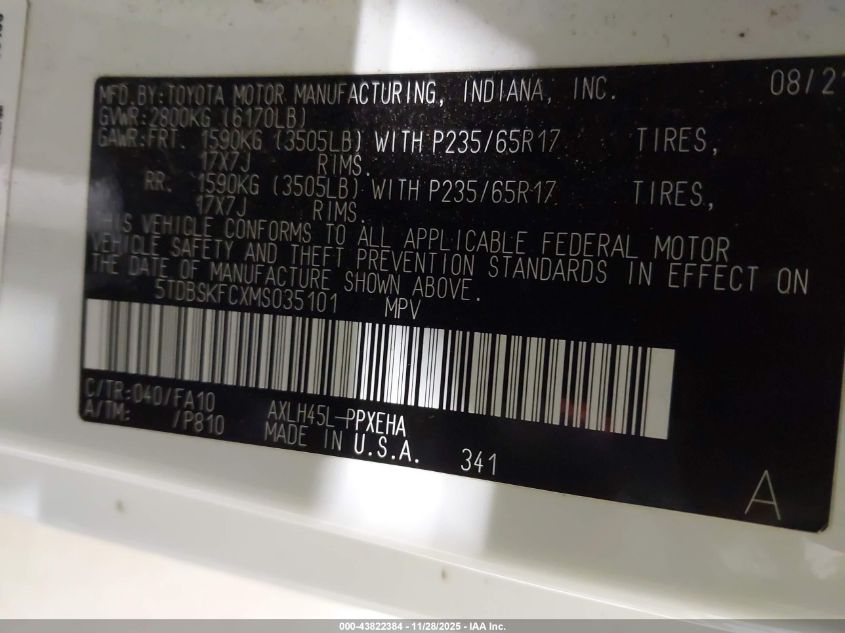 MFD.BY:TOYOTA MOTOR MANUFACTURING, INDIANA, INC. 08/21
GVWR:2800KG (6170LB)
GAWR:FRT. 1590KG (3505LB) WITH P235/65R17 TIRES,
17X7J RIMS.
RR. 1590KG (3505LB) WITH P235/65R17 TIRES,
17X7J RIMS.
THIS VEHICLE CONFORMS TO ALL APPLICABLE FEDERAL MOTOR
VEHICLE SAFETY AND THEFT PREVENTION STANDARDS IN EFFECT ON
THE DATE OF MANUFACTURE SHOWN ABOVE.
5TDBSKFCXMS035101 MPV
C/TR:040/FA10 AXLH45L-PPXEHA
A/TM: /P810 MADE IN U.S.A. 341
A
000-43822384 - 11/28/2025 - IAA Inc.